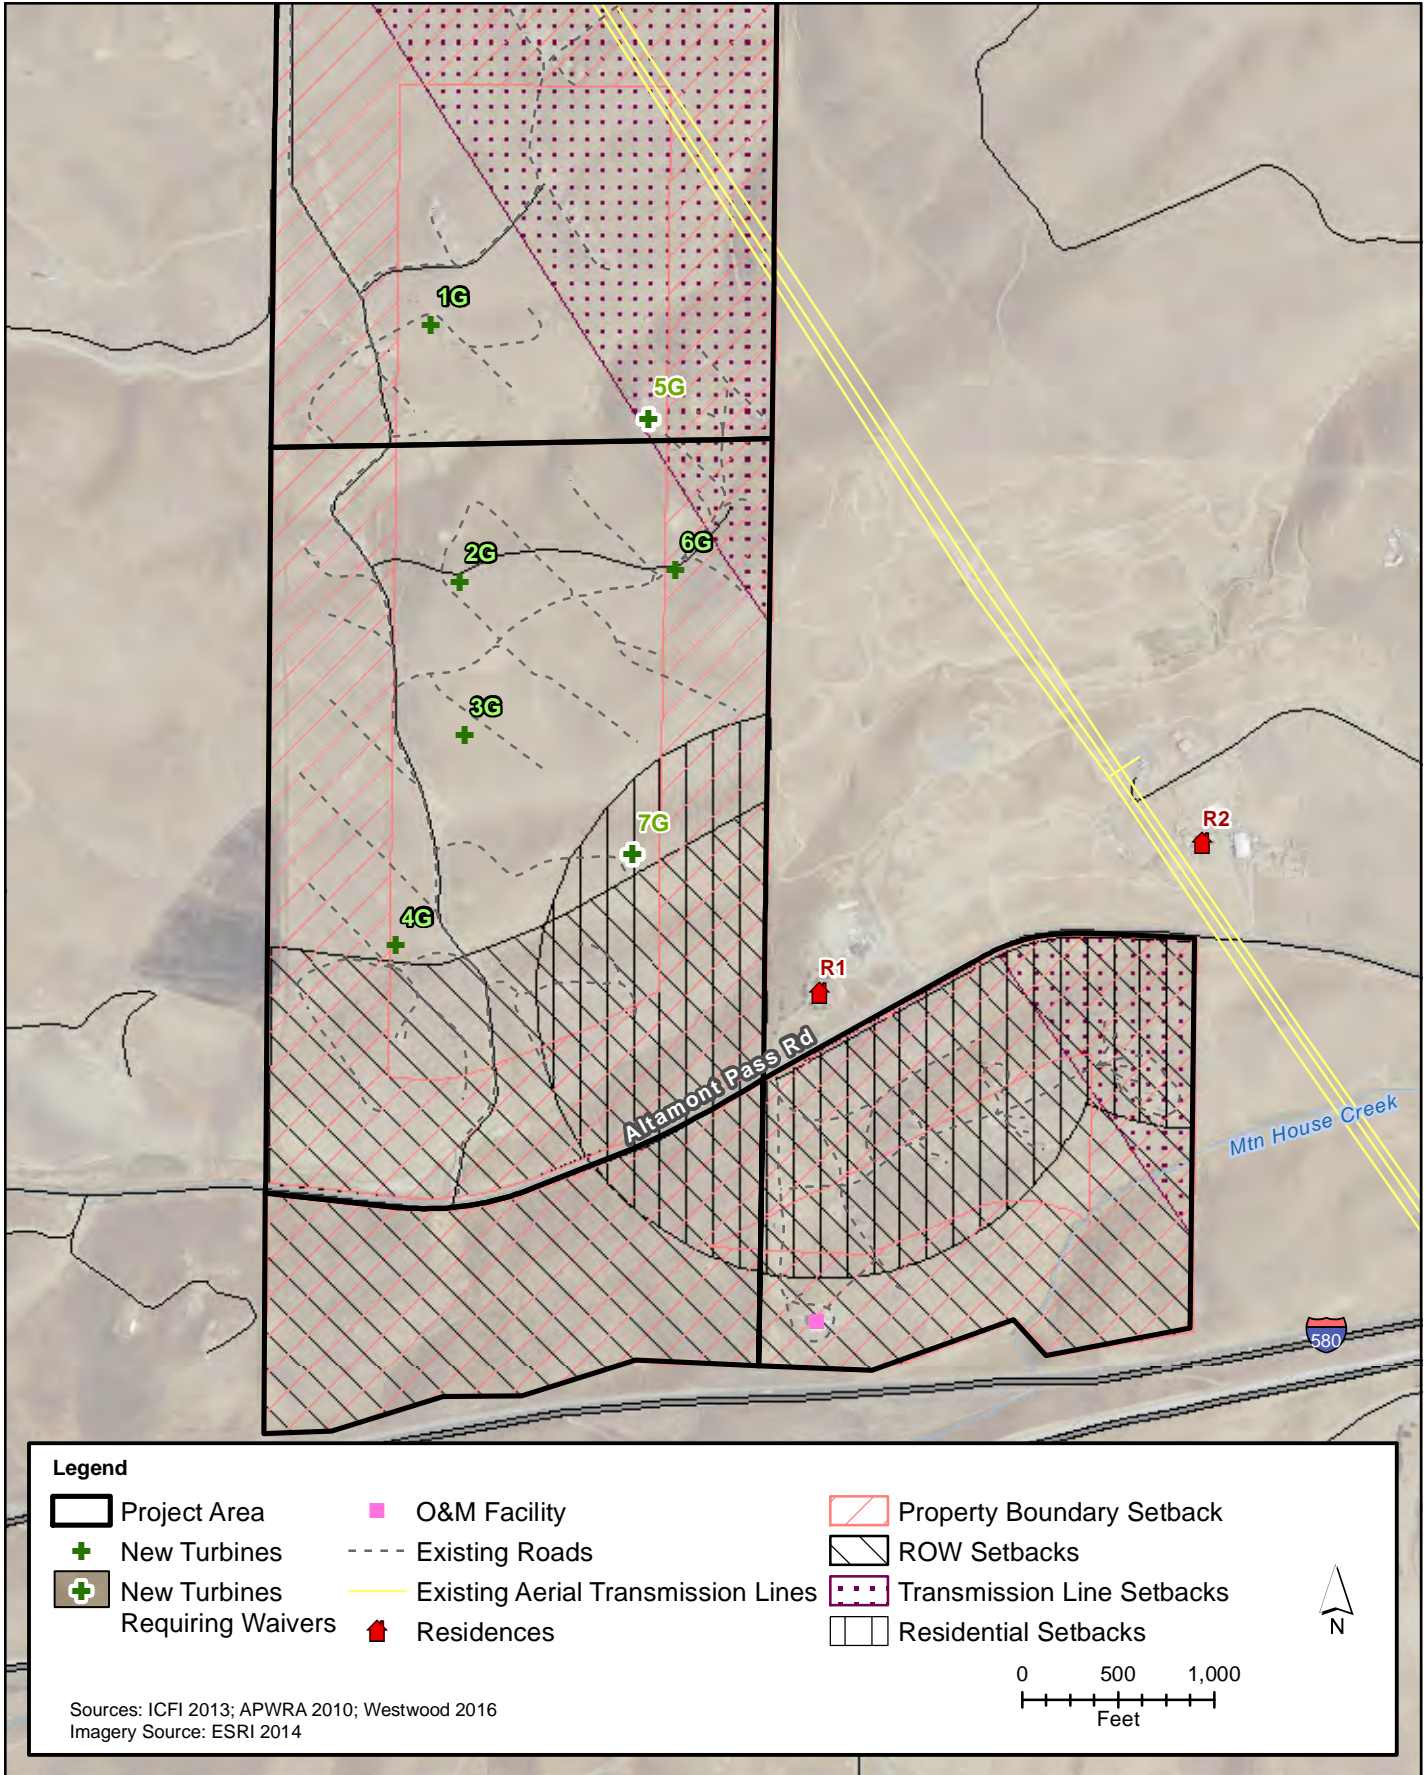 1G
5G
2G
6G
3G
7G
R2
4G
R1
Altamont Pass Rd
Mtn House Creek
580
Legend
Project Area
New Turbines
New Turbines
Requiring Waivers
O&M Facility
Existing Roads
Existing Aerial Transmission Lines
Residences
Property Boundary Setback
ROW Setbacks
Transmission Line Setbacks
Residential Setbacks
N
0 500 1,000
Feet
Sources: ICFI 2013; APWRA 2010; Westwood 2016
Imagery Source: ESRI 2014